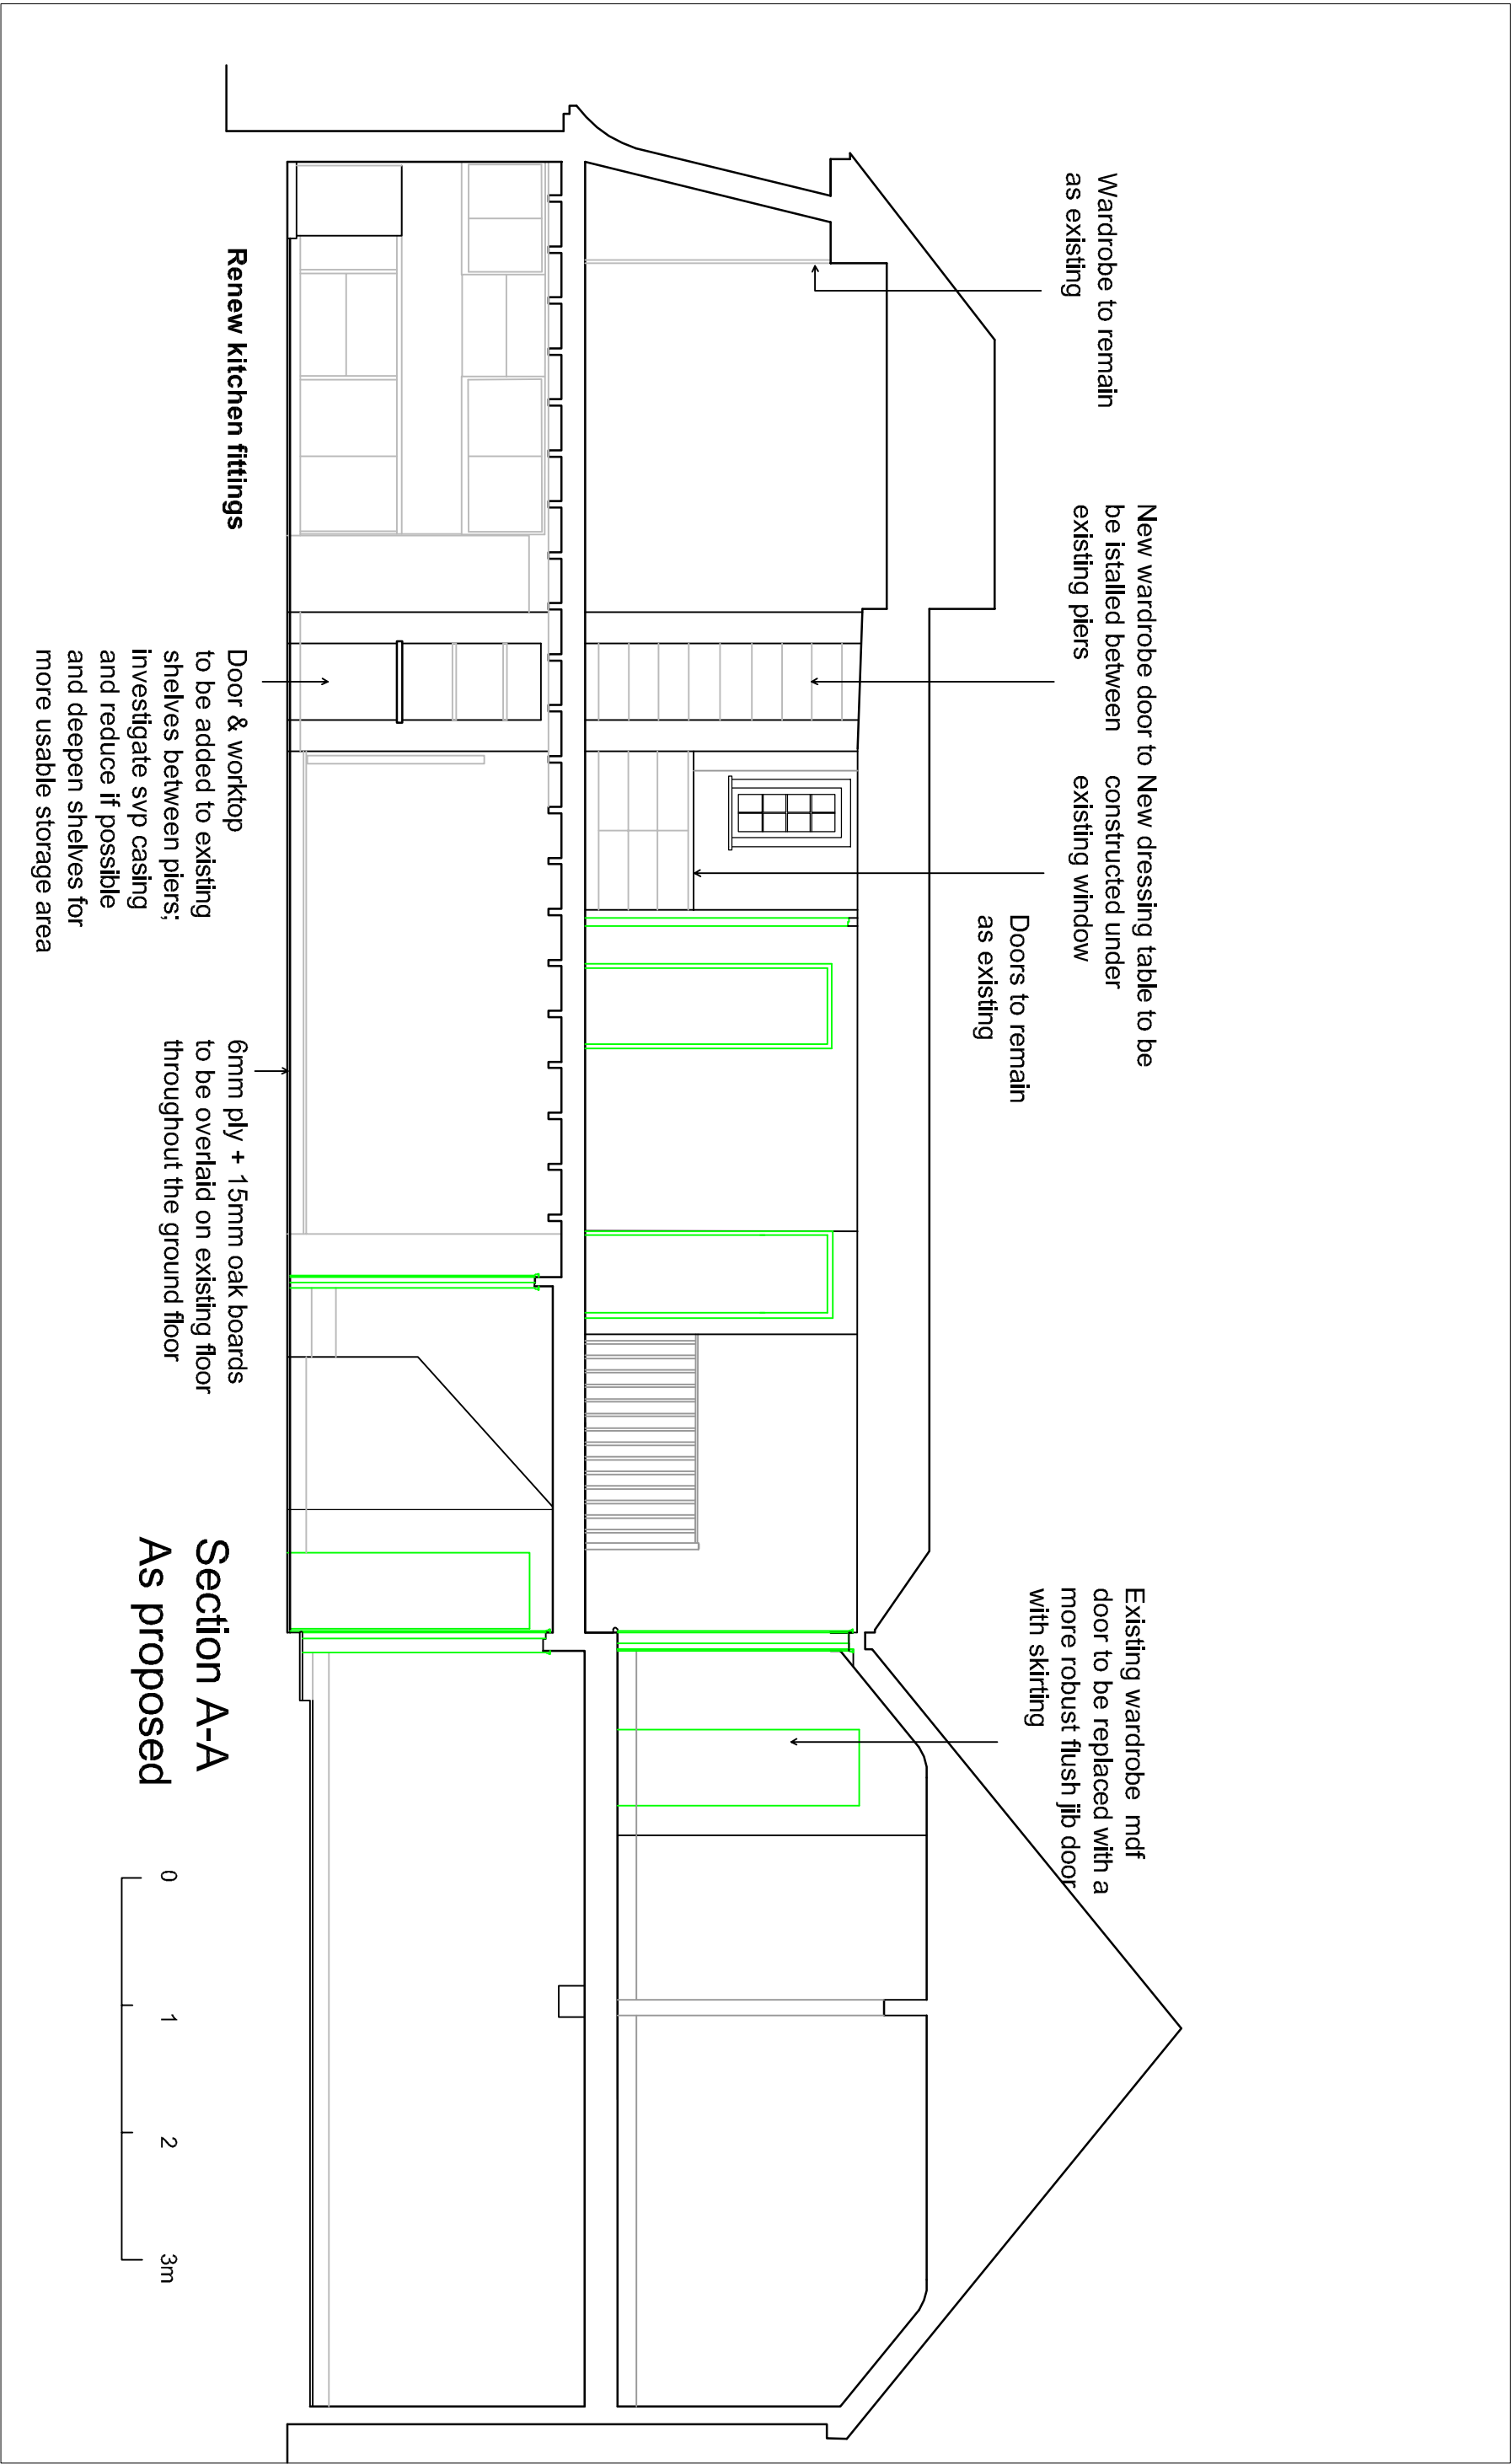 Wardrobe to remain
as existing
New wardrobe door to
be istalled between
existing piers
New dressing table to be
constructed under
existing window
Doors to remain
as existing
Existing wardrobe mdf
door to be replaced with a
more robust flush jib door
with skirting
Renew kitchen fittings
Door & worktop
to be added to existing
shelves between piers;
investigate svp casing
and reduce if possible
and deepen shelves for
more usable storage area
6mm ply + 15mm oak boards
to be overlaid on existing floor
throughout the ground floor
Section A-A
As proposed
0 1 2 3m